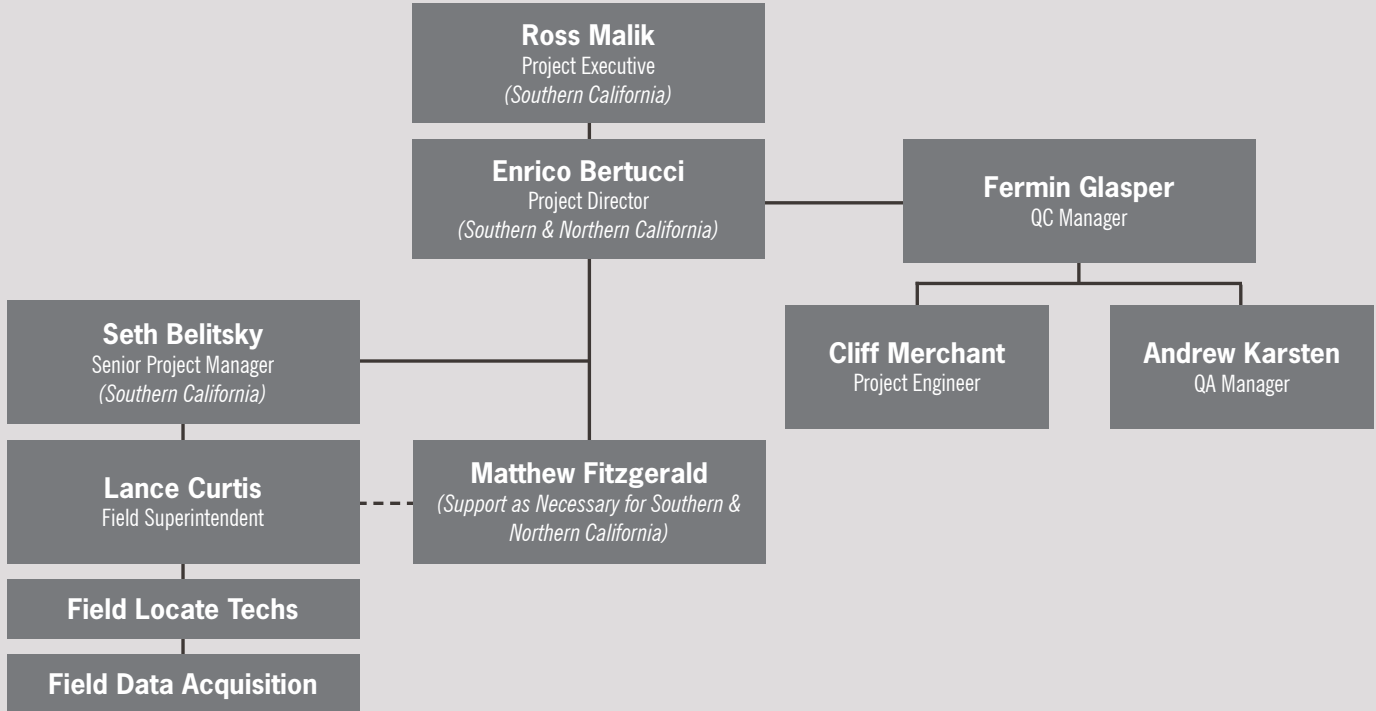 Ross Malik
Project Executive
(Southern California)
Enrico Bertucci
Project Director
(Southern & Northern California)
Fermin Glasper
QC Manager
Seth Belitsky
Senior Project Manager
(Southern California)
Cliff Merchant
Project Engineer
Andrew Karsten
QA Manager
Lance Curtis
Field Superintendent
Matthew Fitzgerald
(Support as Necessary for Southern &
Northern California)
Field Locate Techs
Field Data Acquisition